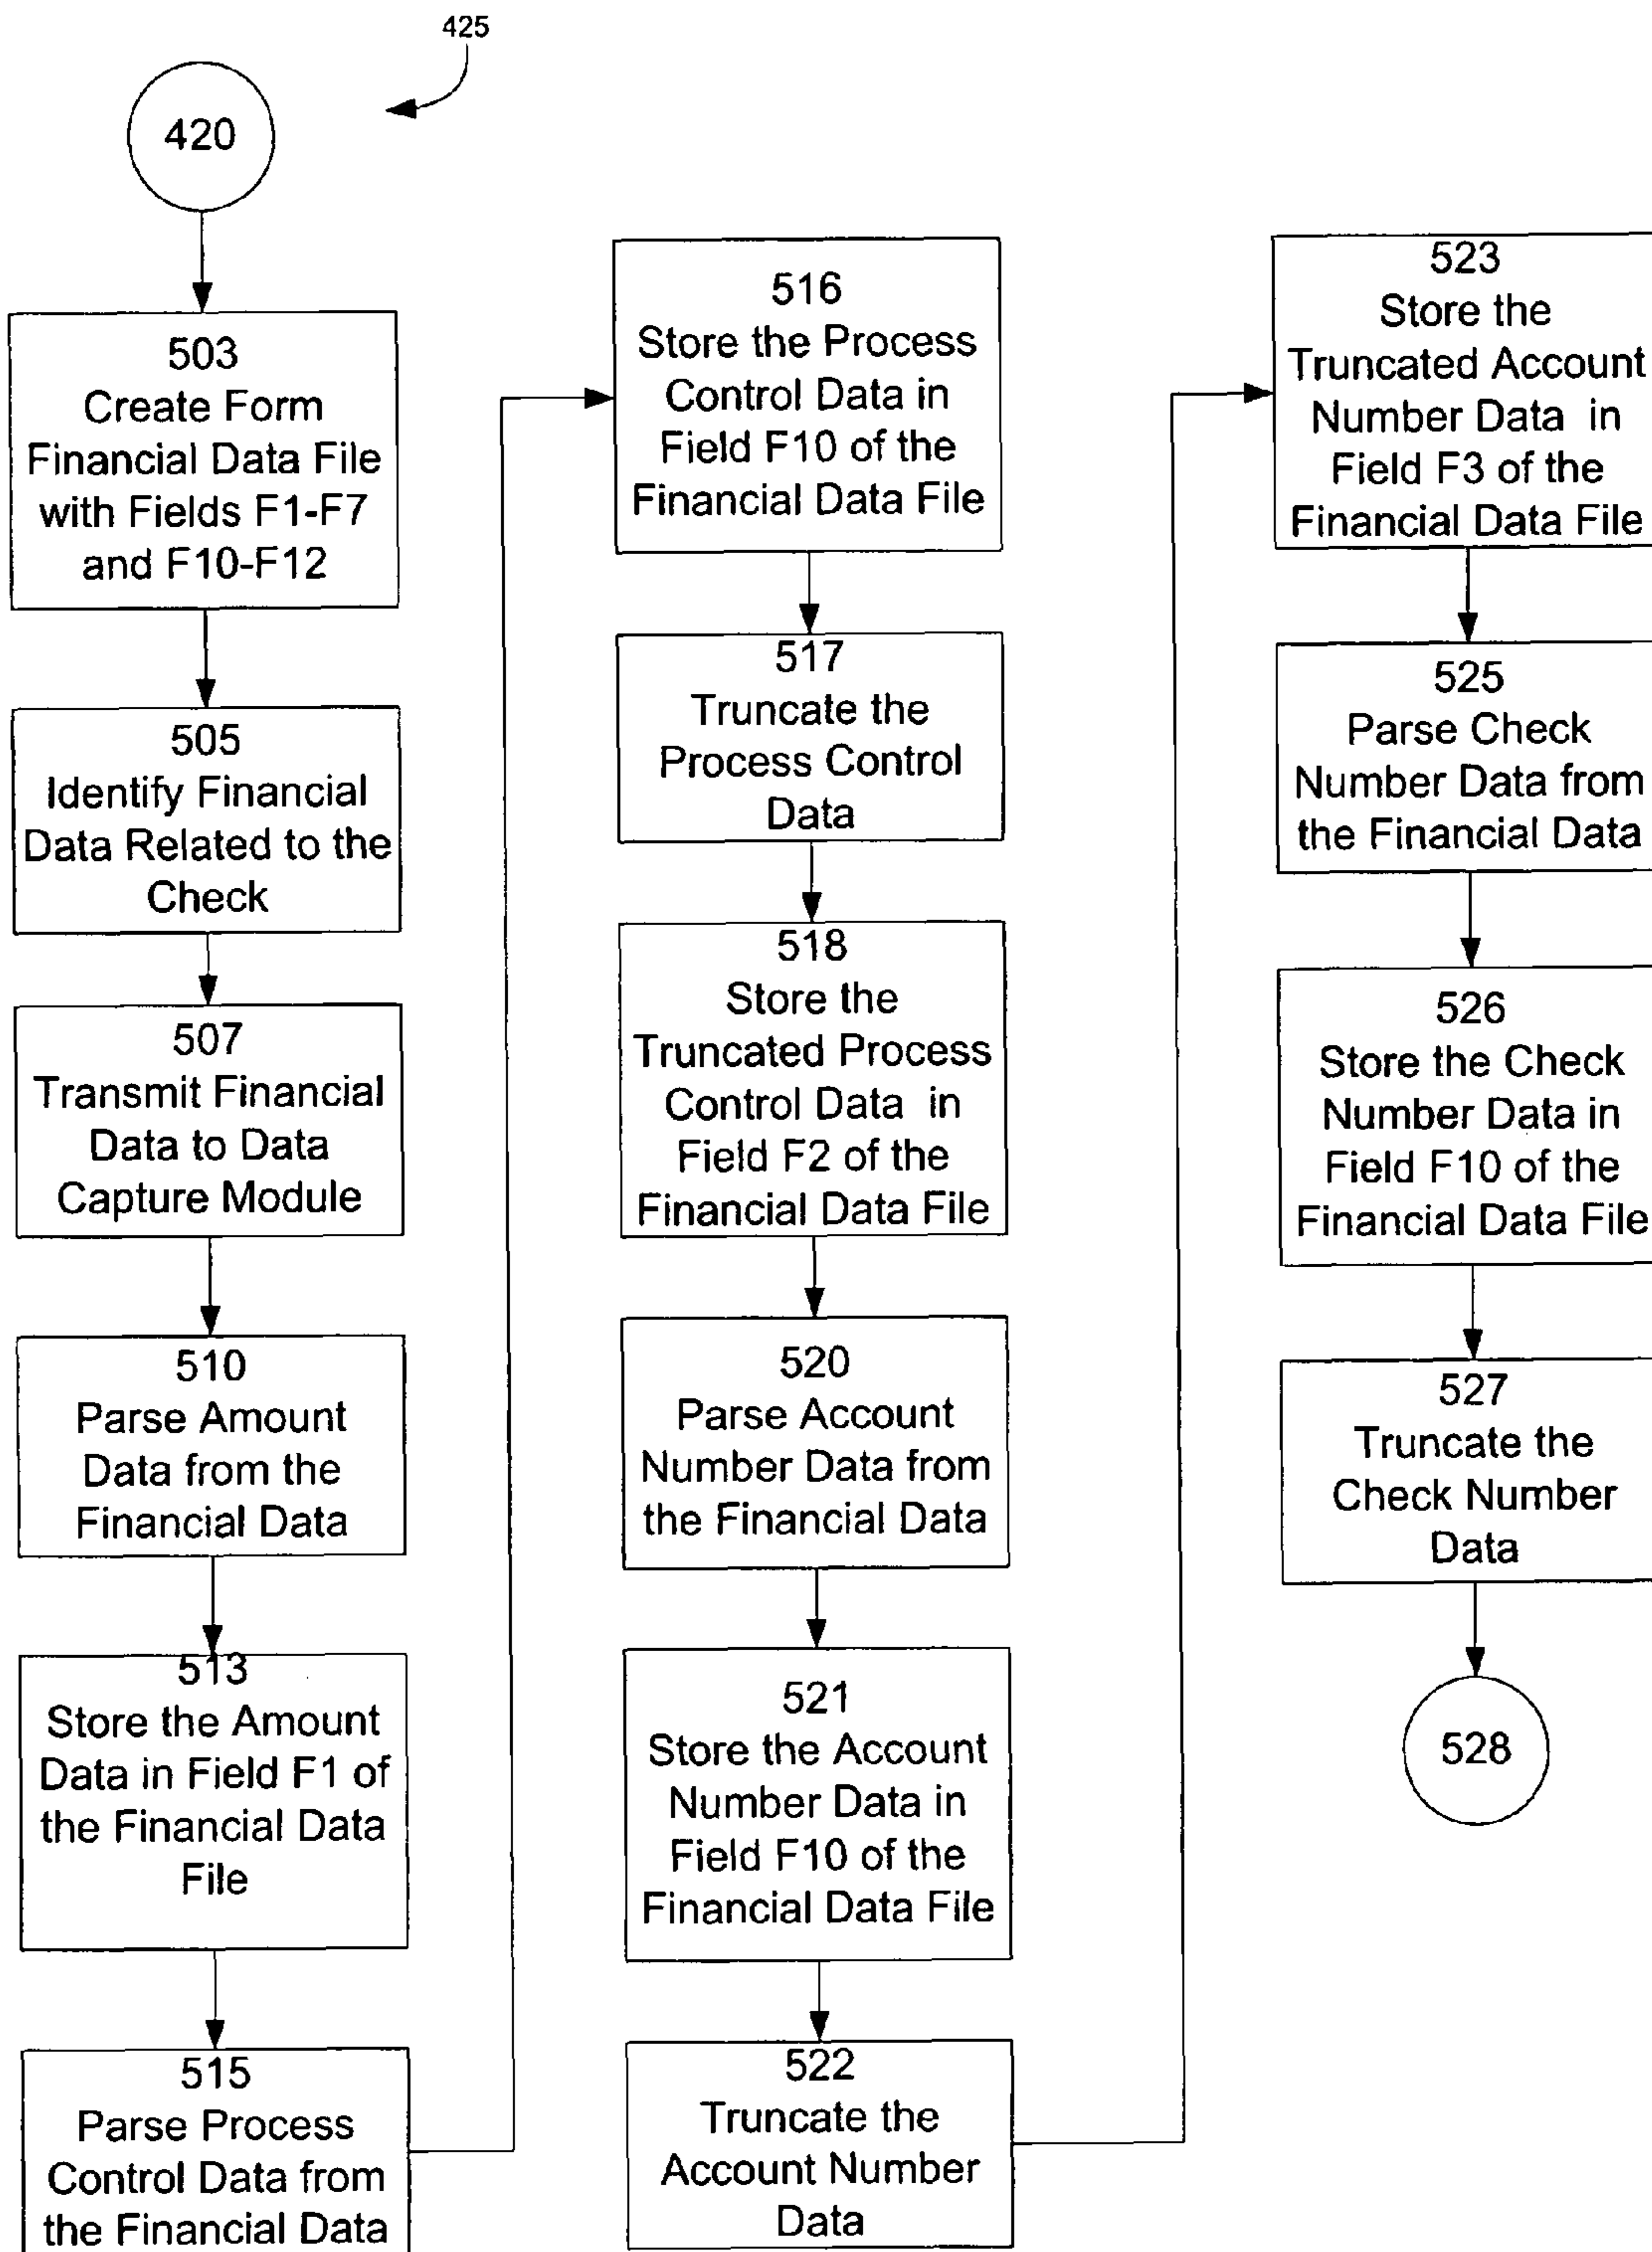 425
420
503
Create Form
Financial Data File
with Fields F1-F7
and F10-F12
505
Identify Financial
Data Related to the
Check
507
Transmit Financial
Data to Data
Capture Module
510
Parse Amount
Data from the
Financial Data
513
Store the Amount
Data in Field F1 of
the Financial Data
File
515
Parse Process
Control Data from
the Financial Data
516
Store the Process
Control Data in
Field F10 of the
Financial Data File
517
Truncate the
Process Control
Data
518
Store the
Truncated Process
Control Data in
Field F2 of the
Financial Data File
520
Parse Account
Number Data from
the Financial Data
521
Store the Account
Number Data in
Field F10 of the
Financial Data File
522
Truncate the
Account Number
Data
523
Store the
Truncated Account
Number Data in
Field F3 of the
Financial Data File
525
Parse Check
Number Data from
the Financial Data
526
Store the Check
Number Data in
Field F10 of the
Financial Data File
527
Truncate the
Check Number
Data
528